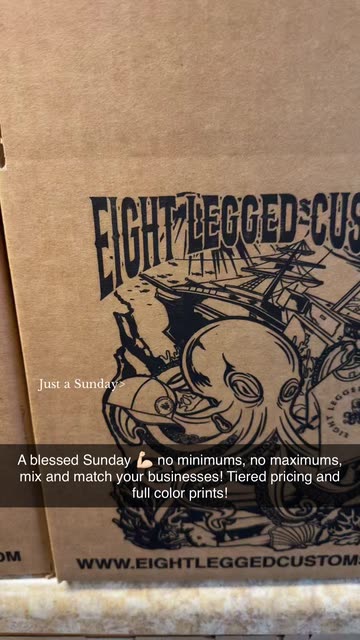 EIGHT LEGGED CUS
Just a Sunday>
A blessed Sunday 💪🏻 no minimums, no maximums,
mix and match your businesses! Tiered pricing and
full color prints!
OM
WWW.EIGHTLEGGEDCUSTOM